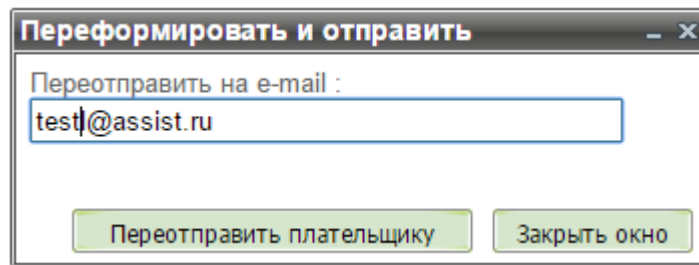 Переформировать и отправить
Переотправить на e-mail :
test@assist.ru
Переотправить плательщику
Закрыть окно